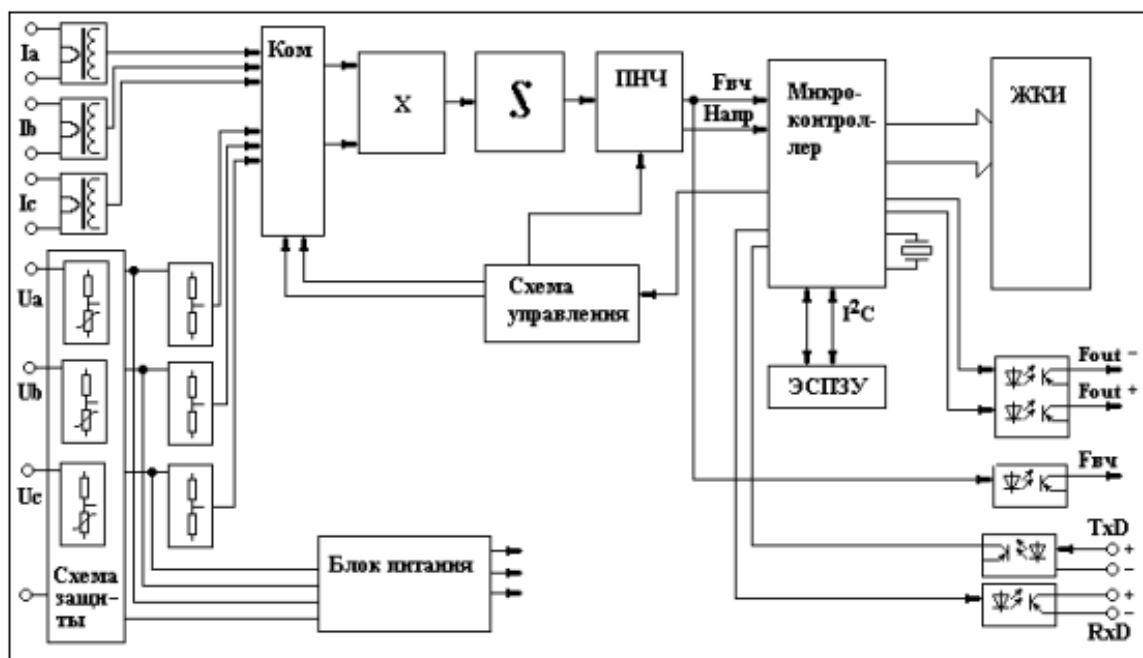 Ia
Ib
Ic
Ua
Ub
Uc
Схема
защи-
ты
Ком
X
∫
ПНЧ
Fвч
Напр
Микро-
контрол-
лер
ЖКИ
Схема
управления
I²C
ЭСПЗУ
Блок питания
Fout –
Fout +
Fвч
TxD
+
–
+
–
RxD